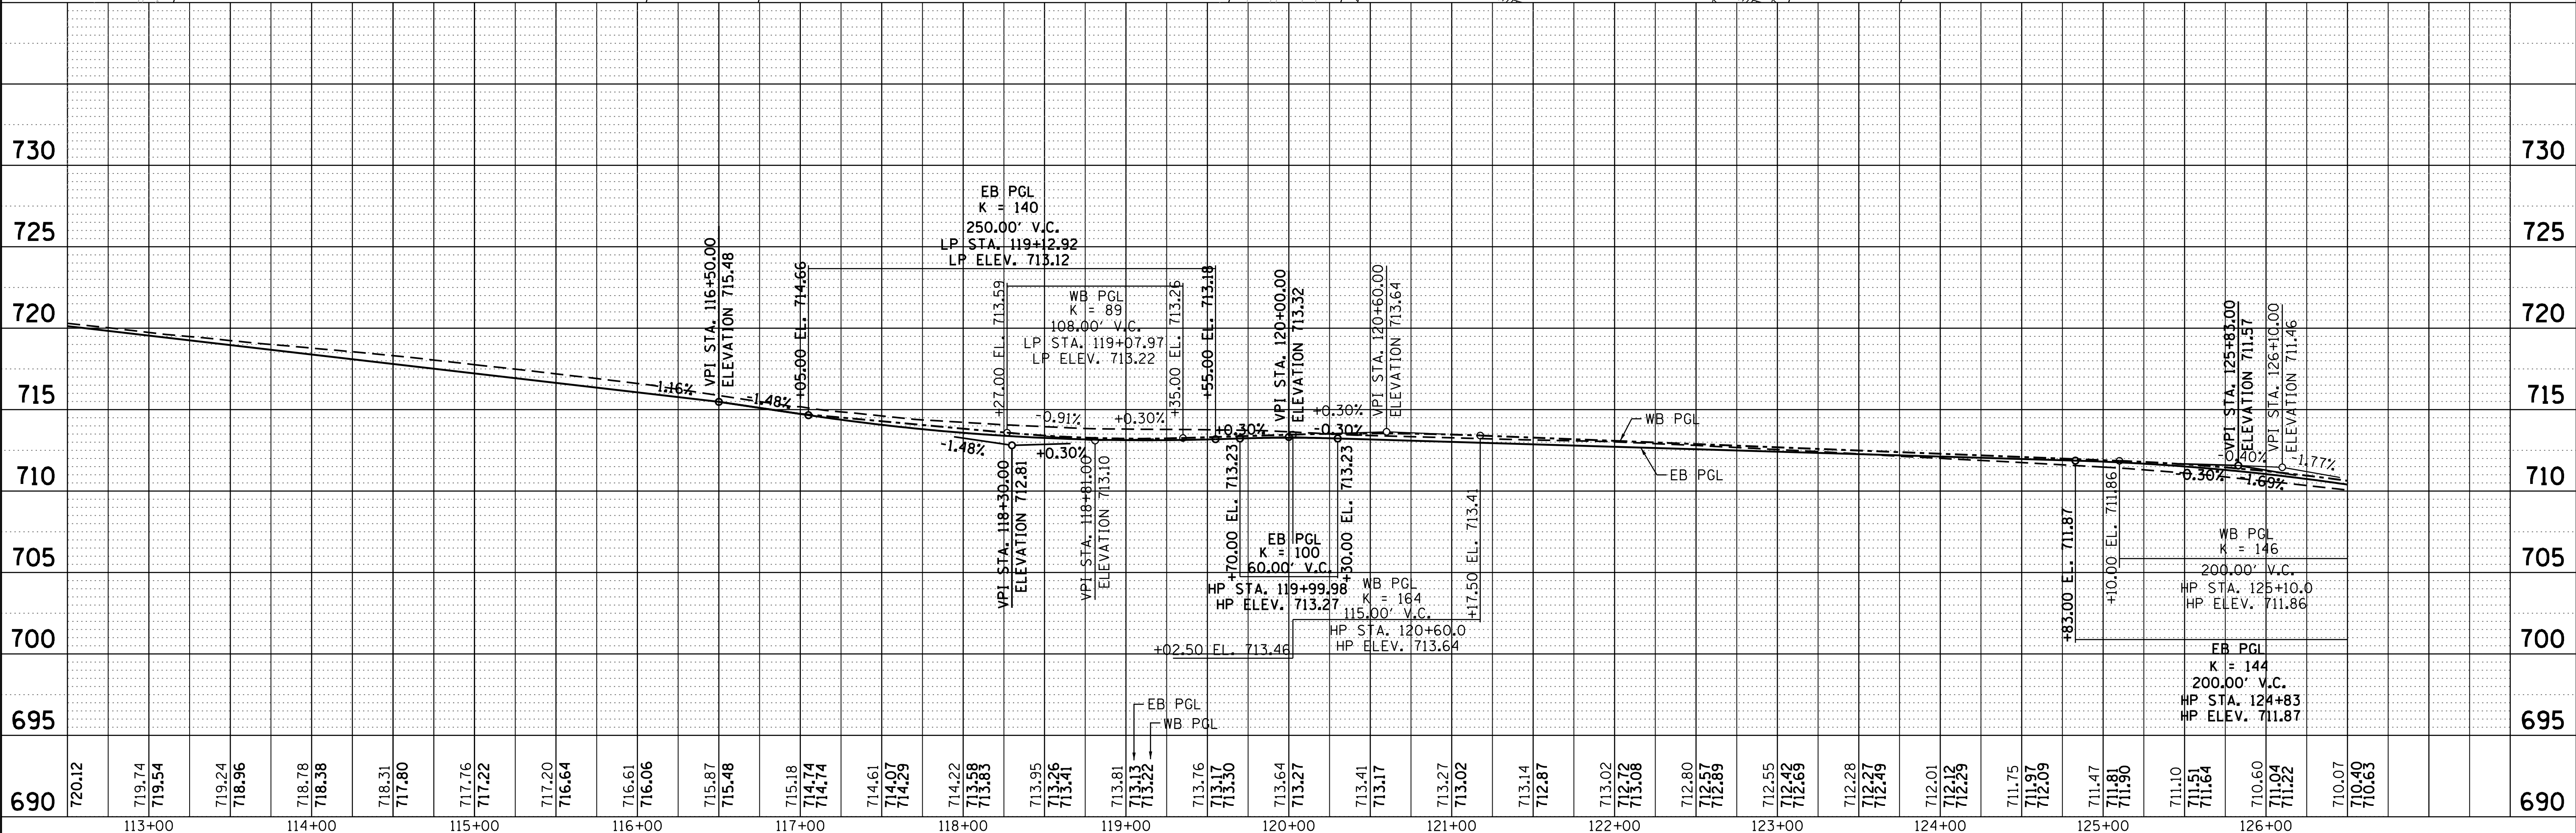 730
730
725
725
720
720
715
715
710
710
705
705
700
700
695
695
690
690
EB PGL
K = 140
250.00' V.C.
LP STA. 119+12.92
LP ELEV. 713.12
WB PGL
K = 89
108.00' V.C.
LP STA. 119+07.97
LP ELEV. 713.22
-1.16%
VPI STA. 116+50.00
ELEVATION 715.48
-1.48%
+05.00 EL. 714.66
-1.48%
+27.00 EL. 713.59
VPI STA. 118+30.00
ELEVATION 712.81
+0.30%
-0.91%
VPI STA. 118+81.00
ELEVATION 713.10
+0.30%
+35.00 EL. 713.26
+55.00 EL. 713.18
+0.30%
+70.00 EL. 713.23
VPI STA. 120+00.00
ELEVATION 713.32
+0.30%
-0.30%
+30.00 EL. 713.23
VPI STA. 120+60.00
ELEVATION 713.64
+17.50 EL. 713.41
EB PGL
K = 100
60.00' V.C.
HP STA. 119+99.98
HP ELEV. 713.27
WB PGL
K = 164
115.00' V.C.
HP STA. 120+60.0
HP ELEV. 713.64
+02.50 EL. 713.46
WB PGL
EB PGL
EB PGL
WB PGL
VPI STA. 125+83.00
ELEVATION 711.57
VPI STA. 126+10.00
ELEVATION 711.46
-0.40%
-1.77%
-0.30%
-1.69%
+83.00 EL. 711.87
+10.00 EL. 711.86
WB PGL
K = 146
200.00' V.C.
HP STA. 125+10.0
HP ELEV. 711.86
EB PGL
K = 144
200.00' V.C.
HP STA. 124+83
HP ELEV. 711.87
720.12
719.74
719.54
719.24
718.96
718.78
718.38
718.31
717.80
717.76
717.22
717.20
716.64
716.61
716.06
715.87
715.48
715.18
714.74
714.74
714.61
714.07
714.29
714.22
713.58
713.83
713.95
713.26
713.41
713.81
713.13
713.22
713.76
713.17
713.30
713.64
713.27
713.41
713.17
713.27
713.02
713.14
712.87
713.02
712.72
713.08
712.80
712.57
712.89
712.55
712.42
712.69
712.28
712.27
712.49
712.01
712.12
712.29
711.75
711.97
712.09
711.47
711.81
711.90
711.10
711.51
711.64
710.60
711.04
711.22
710.07
710.40
710.63
113+00
114+00
115+00
116+00
117+00
118+00
119+00
120+00
121+00
122+00
123+00
124+00
125+00
126+00